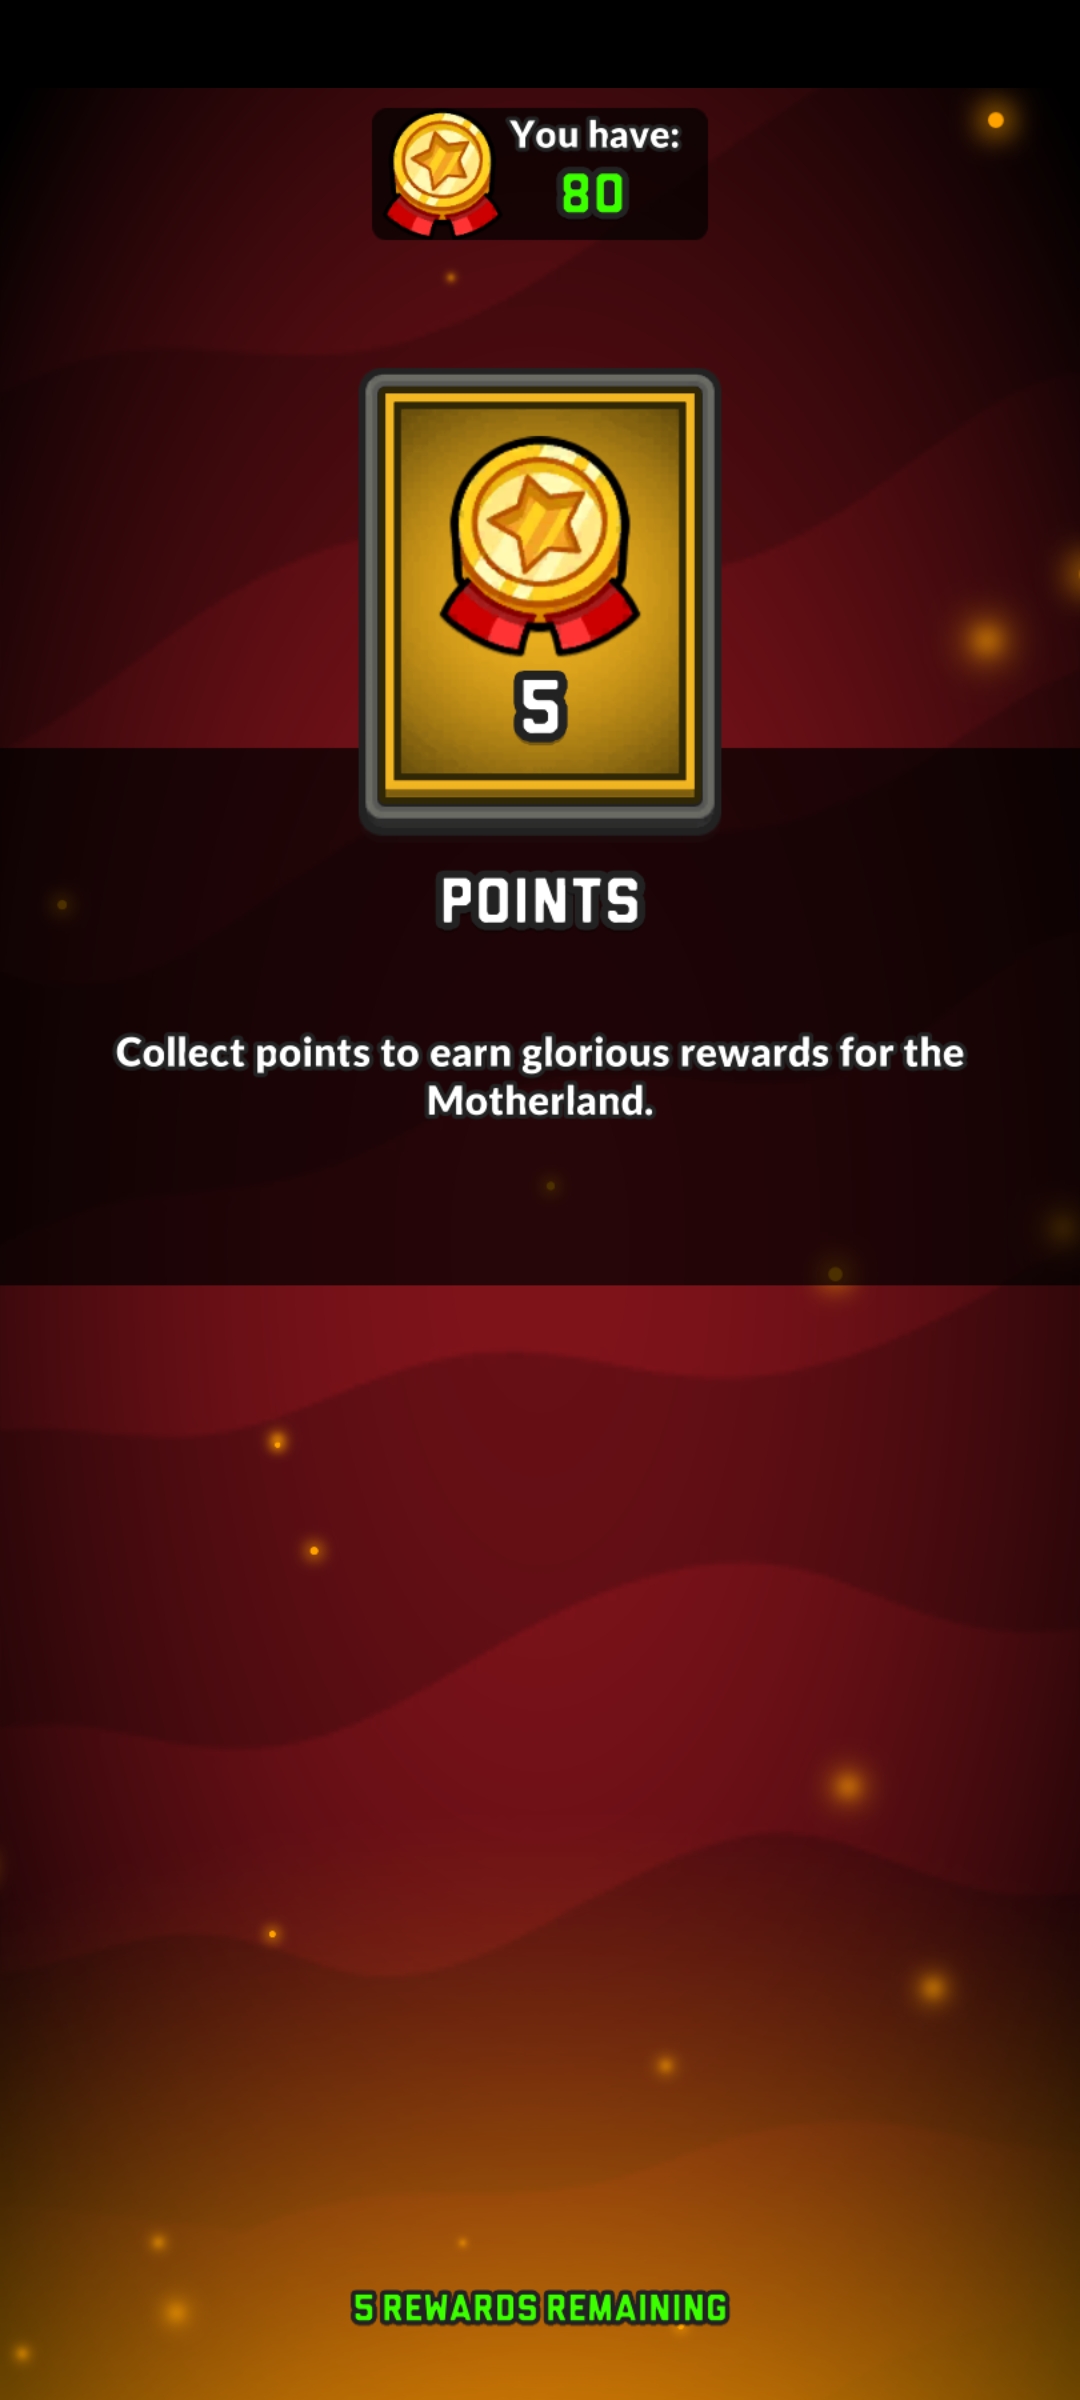 You have:
80
5
POINTS
Collect points to earn glorious rewards for the
Motherland.
5 REWARDS REMAINING